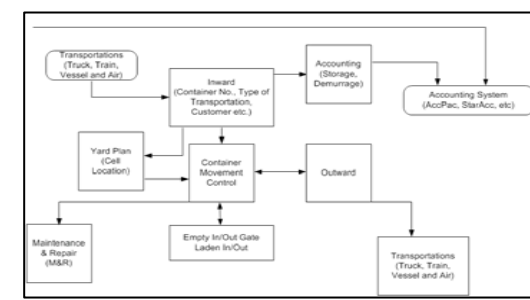 Transportations
(Truck, Train,
Vessel and Air)
Inward
(Container No., Type of
Transportation,
Customer etc.)
Accounting
(Storage,
Demurrage)
Accounting System
(AccPac, StarAcc, etc)
Yard Plan
(Cell
Location)
Container
Movement
Control
Outward
Maintenance
& Repair
(M&R)
Empty In/Out Gate
Laden In/Out
Transportations
(Truck, Train,
Vessel and Air)